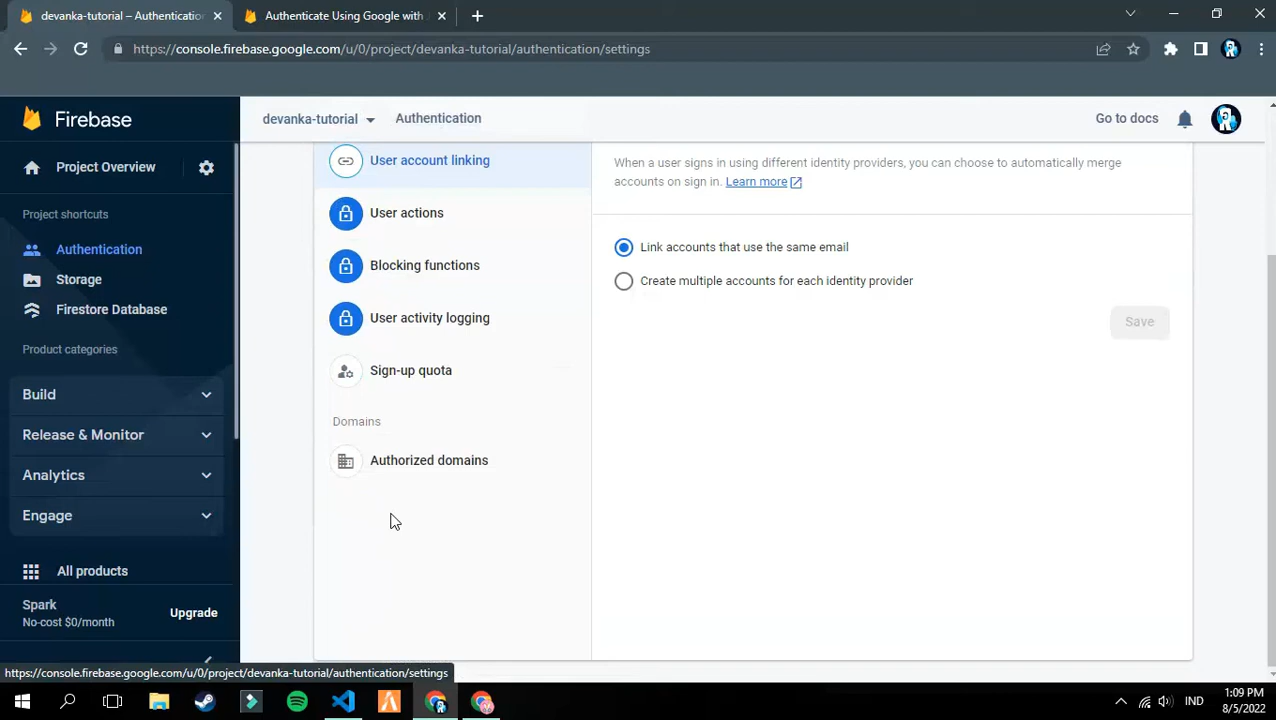 devanka-tutorial – Authenticatio
Authenticate Using Google with
https://console.firebase.google.com/u/0/project/devanka-tutorial/authentication/settings
Firebase
devanka-tutorial
Authentication
Go to docs
Project Overview
Project shortcuts
Authentication
Storage
Firestore Database
Product categories
Build
Release & Monitor
Analytics
Engage
All products
Spark
No-cost $0/month
Upgrade
User account linking
User actions
Blocking functions
User activity logging
Sign-up quota
Domains
Authorized domains
When a user signs in using different identity providers, you can choose to automatically merge
accounts on sign in. Learn more
Link accounts that use the same email
Create multiple accounts for each identity provider
Save
https://console.firebase.google.com/u/0/project/devanka-tutorial/authentication/settings
IND
1:09 PM
8/5/2022